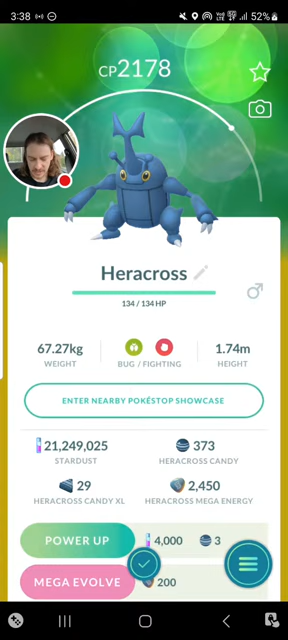 3:38
52%
CP2178
Heracross
134 / 134 HP
67.27kg
WEIGHT
BUG / FIGHTING
1.74m
HEIGHT
ENTER NEARBY POKÉSTOP SHOWCASE
21,249,025
STARDUST
373
HERACROSS CANDY
29
HERACROSS CANDY XL
2,450
HERACROSS MEGA ENERGY
POWER UP
4,000
3
MEGA EVOLVE
200